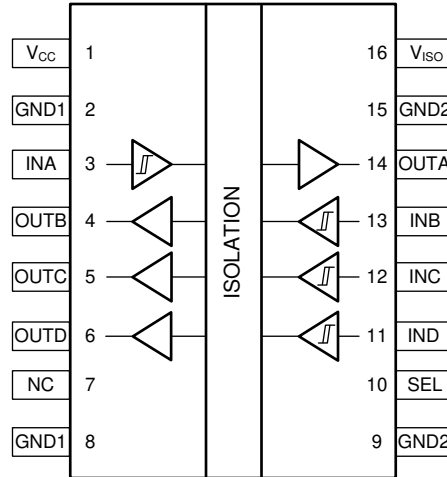 VCC 1 16 VISO
GND1 2 15 GND2
INA 3 14 OUTA
OUTB 4 13 INB
OUTC 5 12 INC
OUTD 6 11 IND
NC 7 10 SEL
GND1 8 9 GND2
ISOLATION